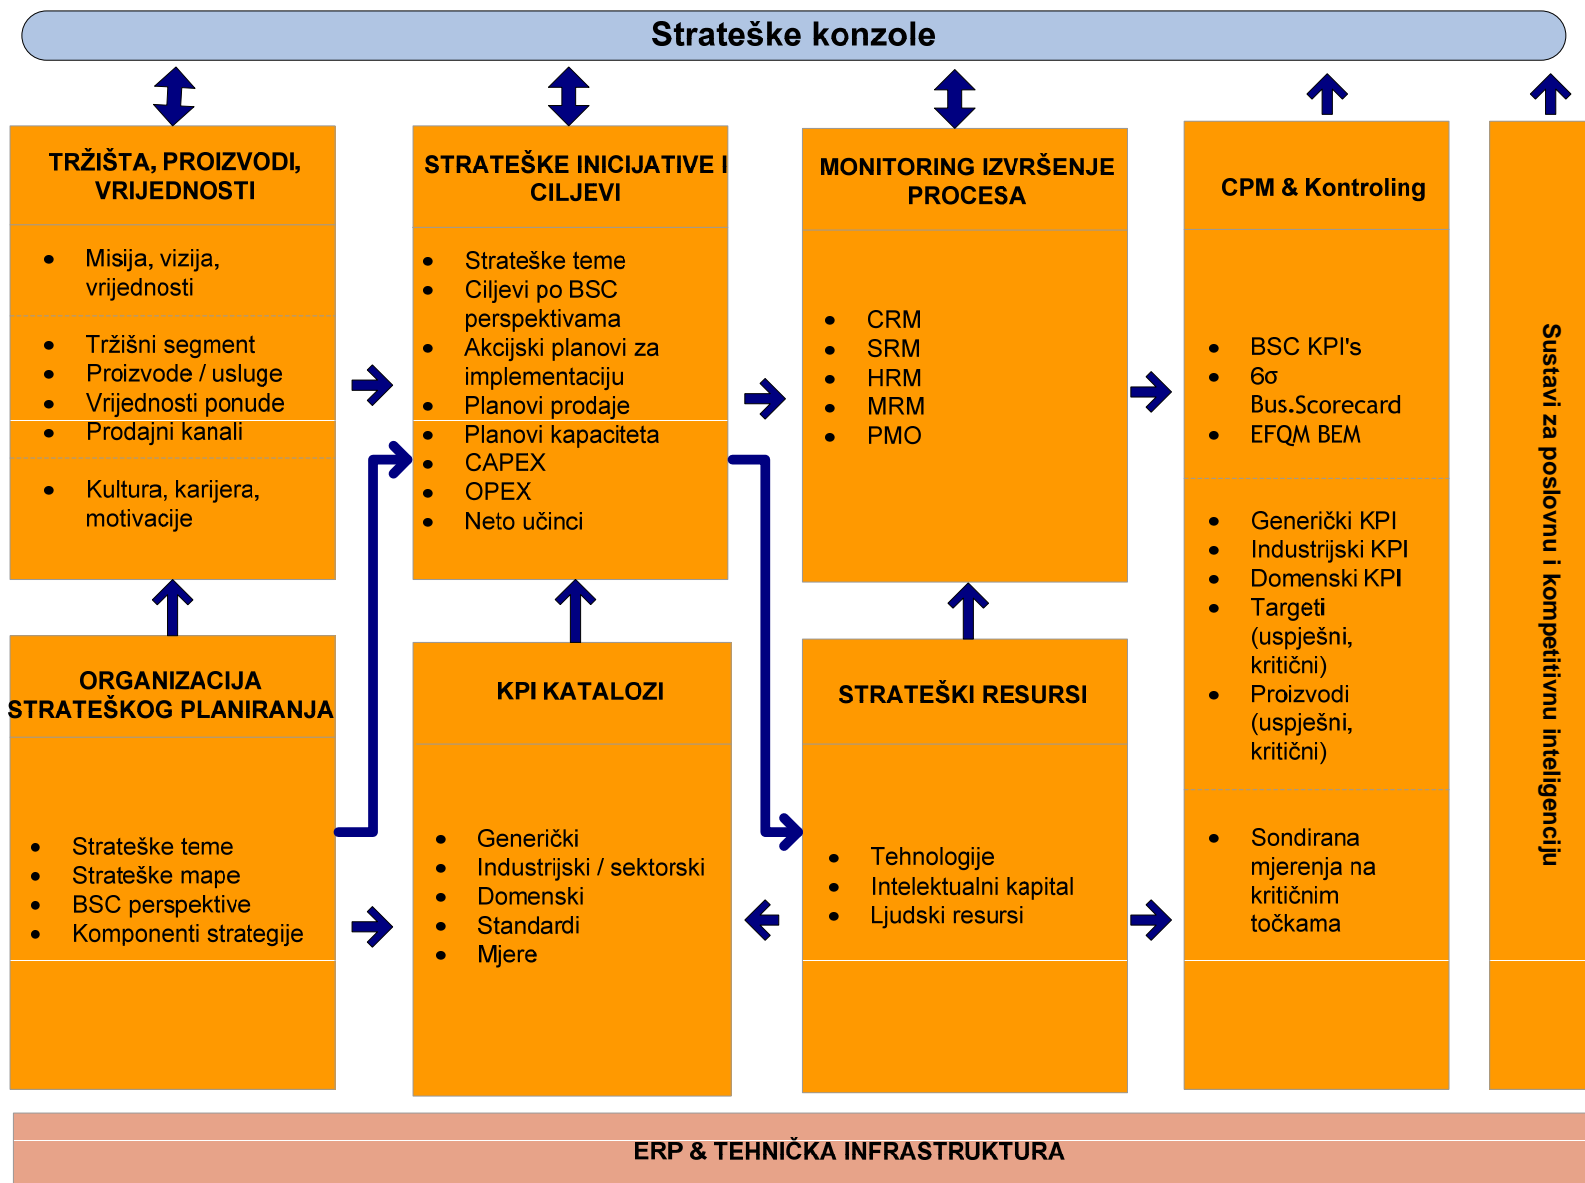 Strateške konzole
TRŽIŠTA, PROIZVODI,
VRIJEDNOSTI
• Misija, vizija,
vrijednosti
• Tržišni segment
• Proizvode / usluge
• Vrijednosti ponude
• Prodajni kanali
• Kultura, karijera,
motivacije
STRATEŠKE INICIJATIVE I
CILJEVI
• Strateške teme
• Ciljevi po BSC
perspektivama
• Akcijski planovi za
implementaciju
• Planovi prodaje
• Planovi kapaciteta
• CAPEX
• OPEX
• Neto učinci
MONITORING IZVRŠENJE
PROCESA
• CRM
• SRM
• HRM
• MRM
• PMO
CPM & Kontroling
• BSC KPI's
• 6σ
Bus.Scorecard
• EFQM BEM
• Generički KPI
• Industrijski KPI
• Domenski KPI
• Targeti
(uspješni,
kritični)
• Proizvodi
(uspješni,
kritični)
• Sondirana
mjerenja na
kritičnim
točkama
Sustavi za poslovnu i kompetitivnu inteligenciju
ORGANIZACIJA
STRATEŠKOG PLANIRANJA
• Strateške teme
• Strateške mape
• BSC perspektive
• Komponenti strategije
KPI KATALOZI
• Generički
• Industrijski / sektorski
• Domenski
• Standardi
• Mjere
STRATEŠKI RESURSI
• Tehnologije
• Intelektualni kapital
• Ljudski resursi
ERP & TEHNIČKA INFRASTRUKTURA